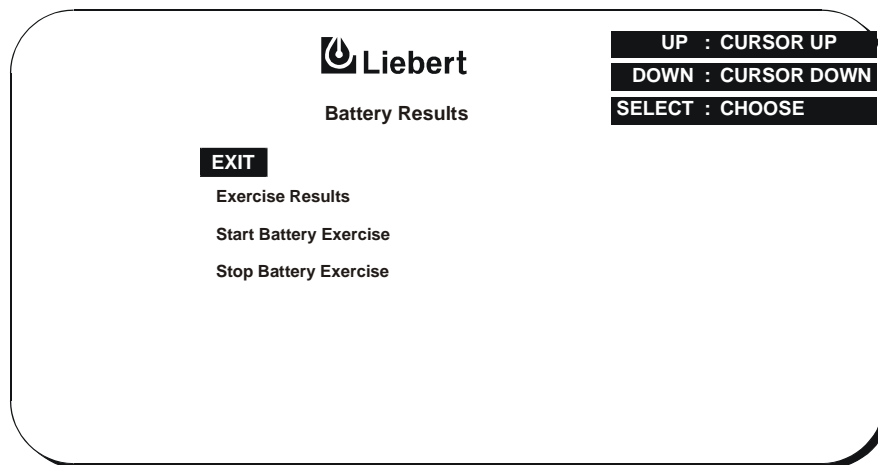 Liebert
Battery Results
UP : CURSOR UP
DOWN : CURSOR DOWN
SELECT : CHOOSE
EXIT
Exercise Results
Start Battery Exercise
Stop Battery Exercise